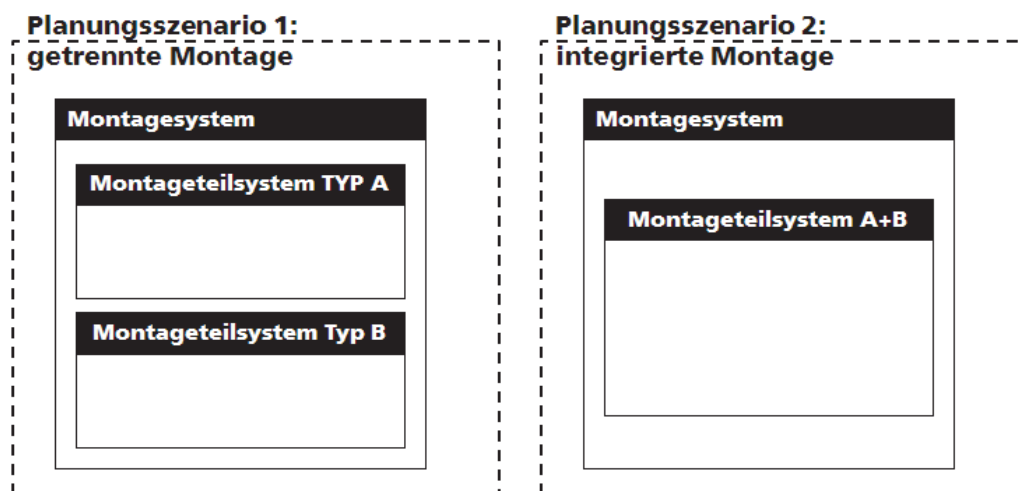 Planungsszenario 1:
getrennte Montage
Montagesystem
Montageteilsystem TYP A
Montageteilsystem Typ B
Planungsszenario 2:
integrierte Montage
Montagesystem
Montageteilsystem A+B